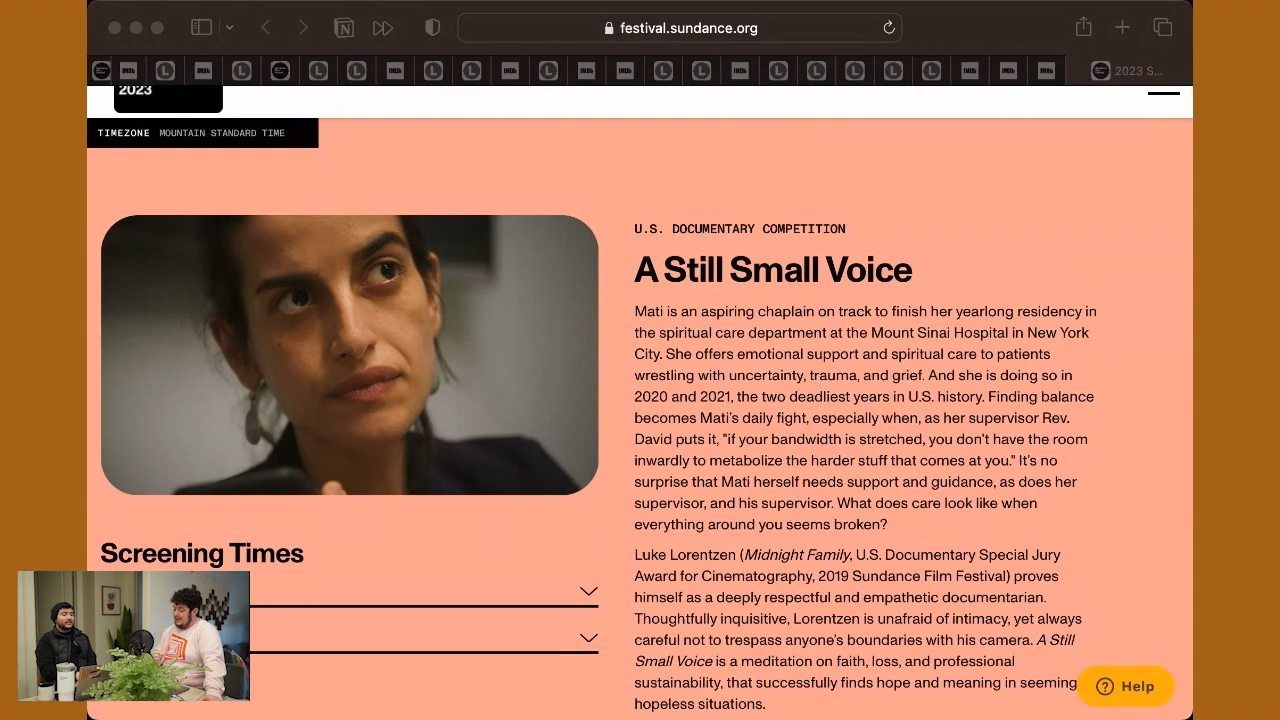 festival.sundance.org
2023 S...
2023
TIMEZONE MOUNTAIN STANDARD TIME
U.S. DOCUMENTARY COMPETITION
A Still Small Voice
Mati is an aspiring chaplain on track to finish her yearlong residency in
the spiritual care department at the Mount Sinai Hospital in New York
City. She offers emotional support and spiritual care to patients
wrestling with uncertainty, trauma, and grief. And she is doing so in
2020 and 2021, the two deadliest years in U.S. history. Finding balance
becomes Mati's daily fight, especially when, as her supervisor Rev.
David puts it, "if your bandwidth is stretched, you don't have the room
inwardly to metabolize the harder stuff that comes at you." It's no
surprise that Mati herself needs support and guidance, as does her
supervisor, and his supervisor. What does care look like when
everything around you seems broken?
Luke Lorentzen (Midnight Family, U.S. Documentary Special Jury
Award for Cinematography, 2019 Sundance Film Festival) proves
himself as a deeply respectful and empathetic documentarian.
Thoughtfully inquisitive, Lorentzen is unafraid of intimacy, yet always
careful not to trespass anyone's boundaries with his camera. A Still
Small Voice is a meditation on faith, loss, and professional
sustainability, that successfully finds hope and meaning in seeming
hopeless situations.
Screening Times
Help